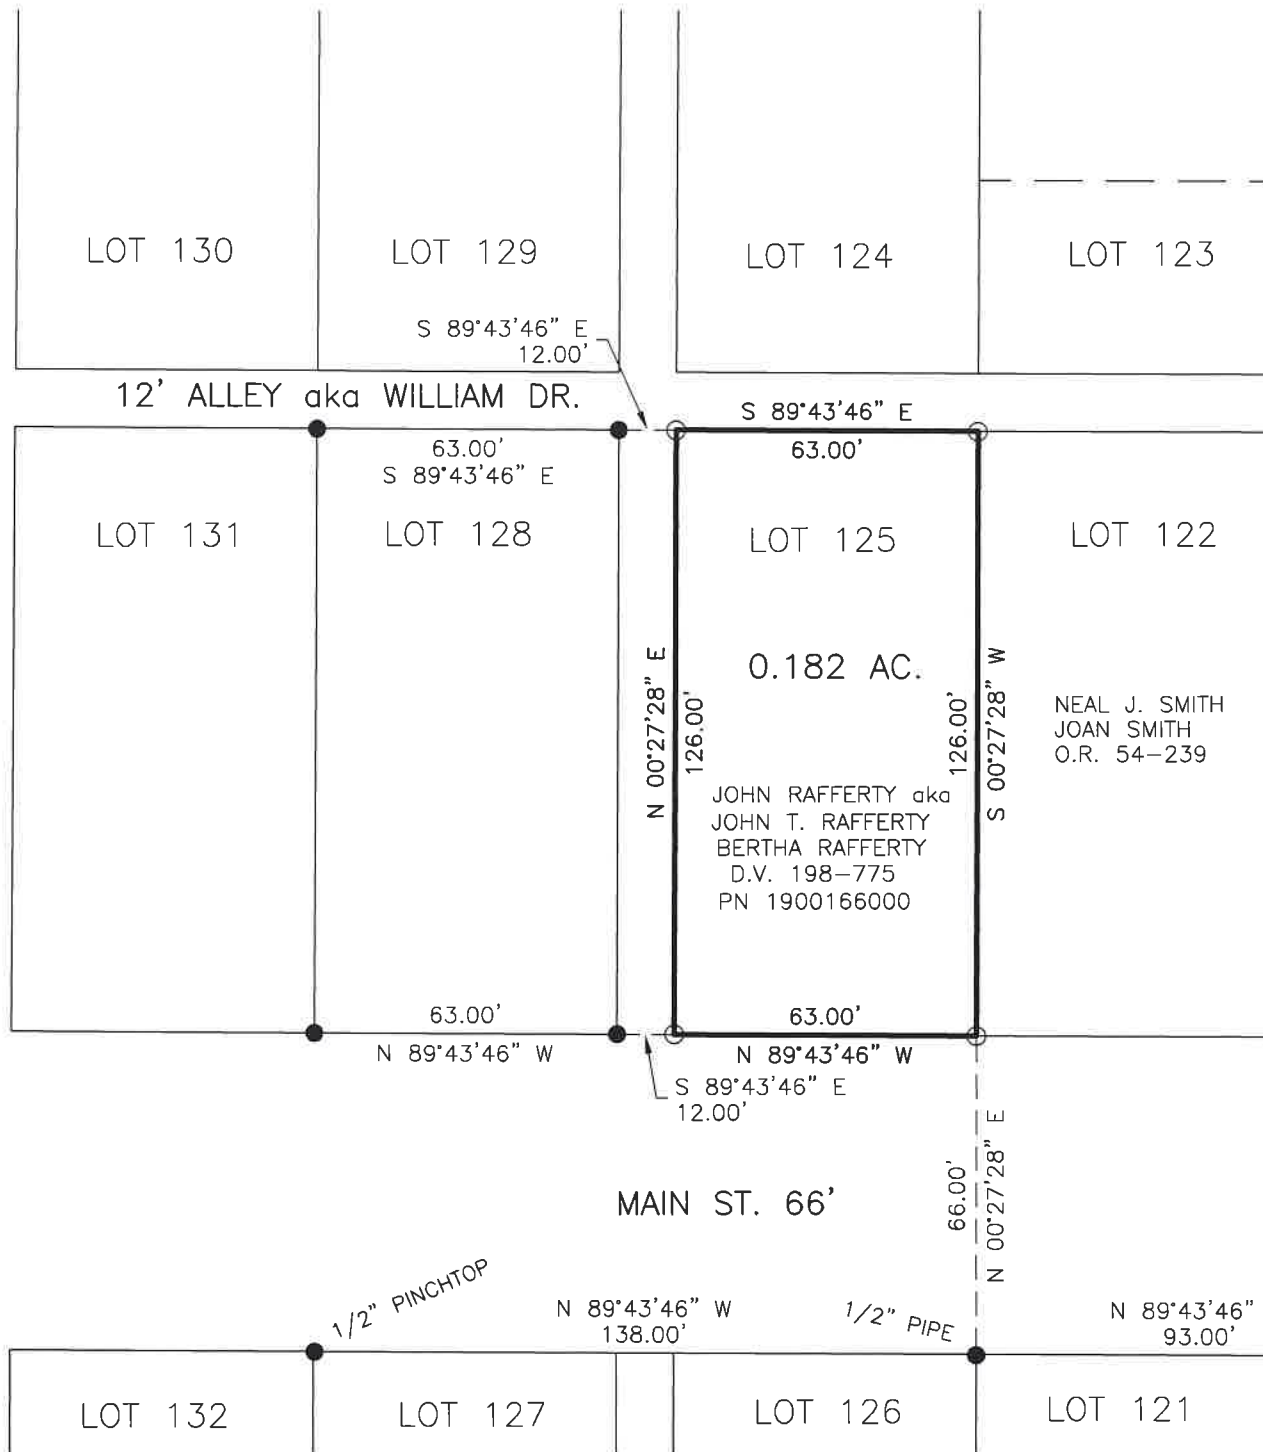 LOT 130
LOT 129
LOT 124
LOT 123
S 89°43'46" E
12.00'
12' ALLEY aka WILLIAM DR.
S 89°43'46" E
63.00'
63.00'
S 89°43'46" E
LOT 131
LOT 128
LOT 125
LOT 122
0.182 AC.
N 00°27'28" E
126.00'
126.00'
S 00°27'28" W
NEAL J. SMITH
JOAN SMITH
O.R. 54-239
JOHN RAFFERTY aka
JOHN T. RAFFERTY
BERTHA RAFFERTY
D.V. 198-775
PN 1900166000
63.00'
N 89°43'46" W
63.00'
N 89°43'46" W
S 89°43'46" E
12.00'
MAIN ST. 66'
66.00'
N 00°27'28" E
1/2" PINCHTOP
N 89°43'46" W
138.00'
1/2" PIPE
N 89°43'46"
93.00'
LOT 132
LOT 127
LOT 126
LOT 121